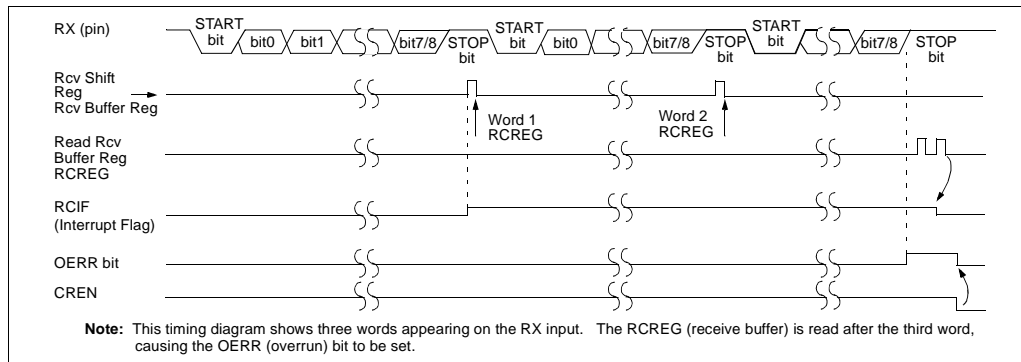 RX (pin)
START
bit
bit0
bit1
bit7/8
STOP
bit
START
bit
bit0
bit7/8
STOP
bit
START
bit
bit7/8
STOP
bit
Rcv Shift
Reg
Rcv Buffer Reg
Word 1
RCREG
Word 2
RCREG
Read Rcv
Buffer Reg
RCREG
RCIF
(Interrupt Flag)
OERR bit
CREN
Note: This timing diagram shows three words appearing on the RX input. The RCREG (receive buffer) is read after the third word,
causing the OERR (overrun) bit to be set.